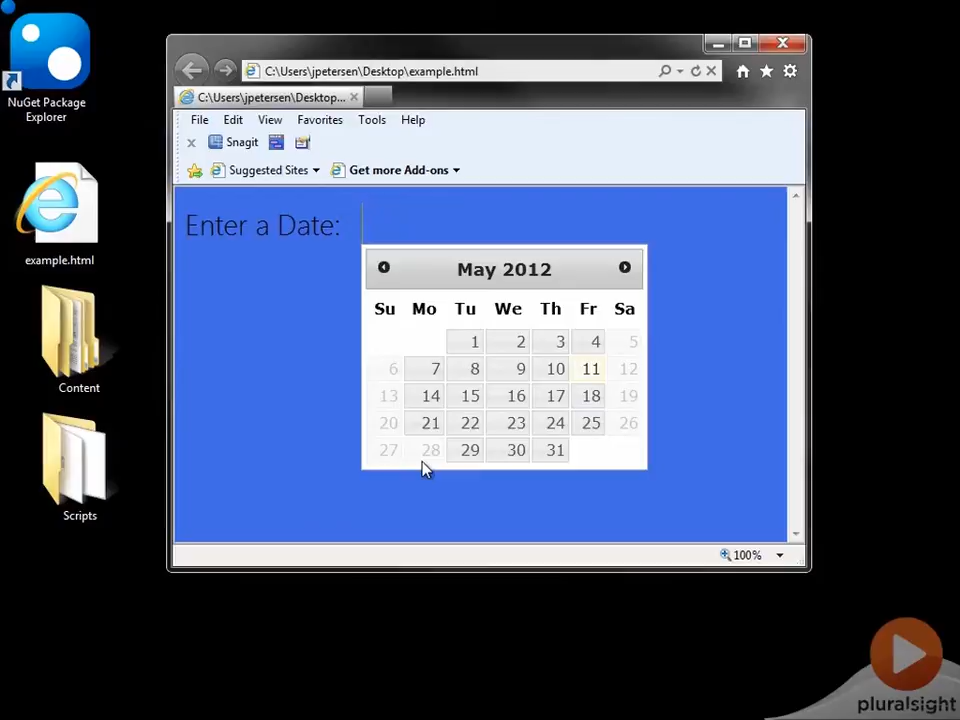 NuGet Package
Explorer
example.html
Content
Scripts
C:\Users\jpetersen\Desktop\example.html
C:\Users\jpetersen\Desktop...
File Edit View Favorites Tools Help
Snagit
Suggested Sites Get more Add-ons
Enter a Date:
May 2012
Su Mo Tu We Th Fr Sa
1 2 3 4 5
6 7 8 9 10 11 12
13 14 15 16 17 18 19
20 21 22 23 24 25 26
27 28 29 30 31
100%
pluralsight